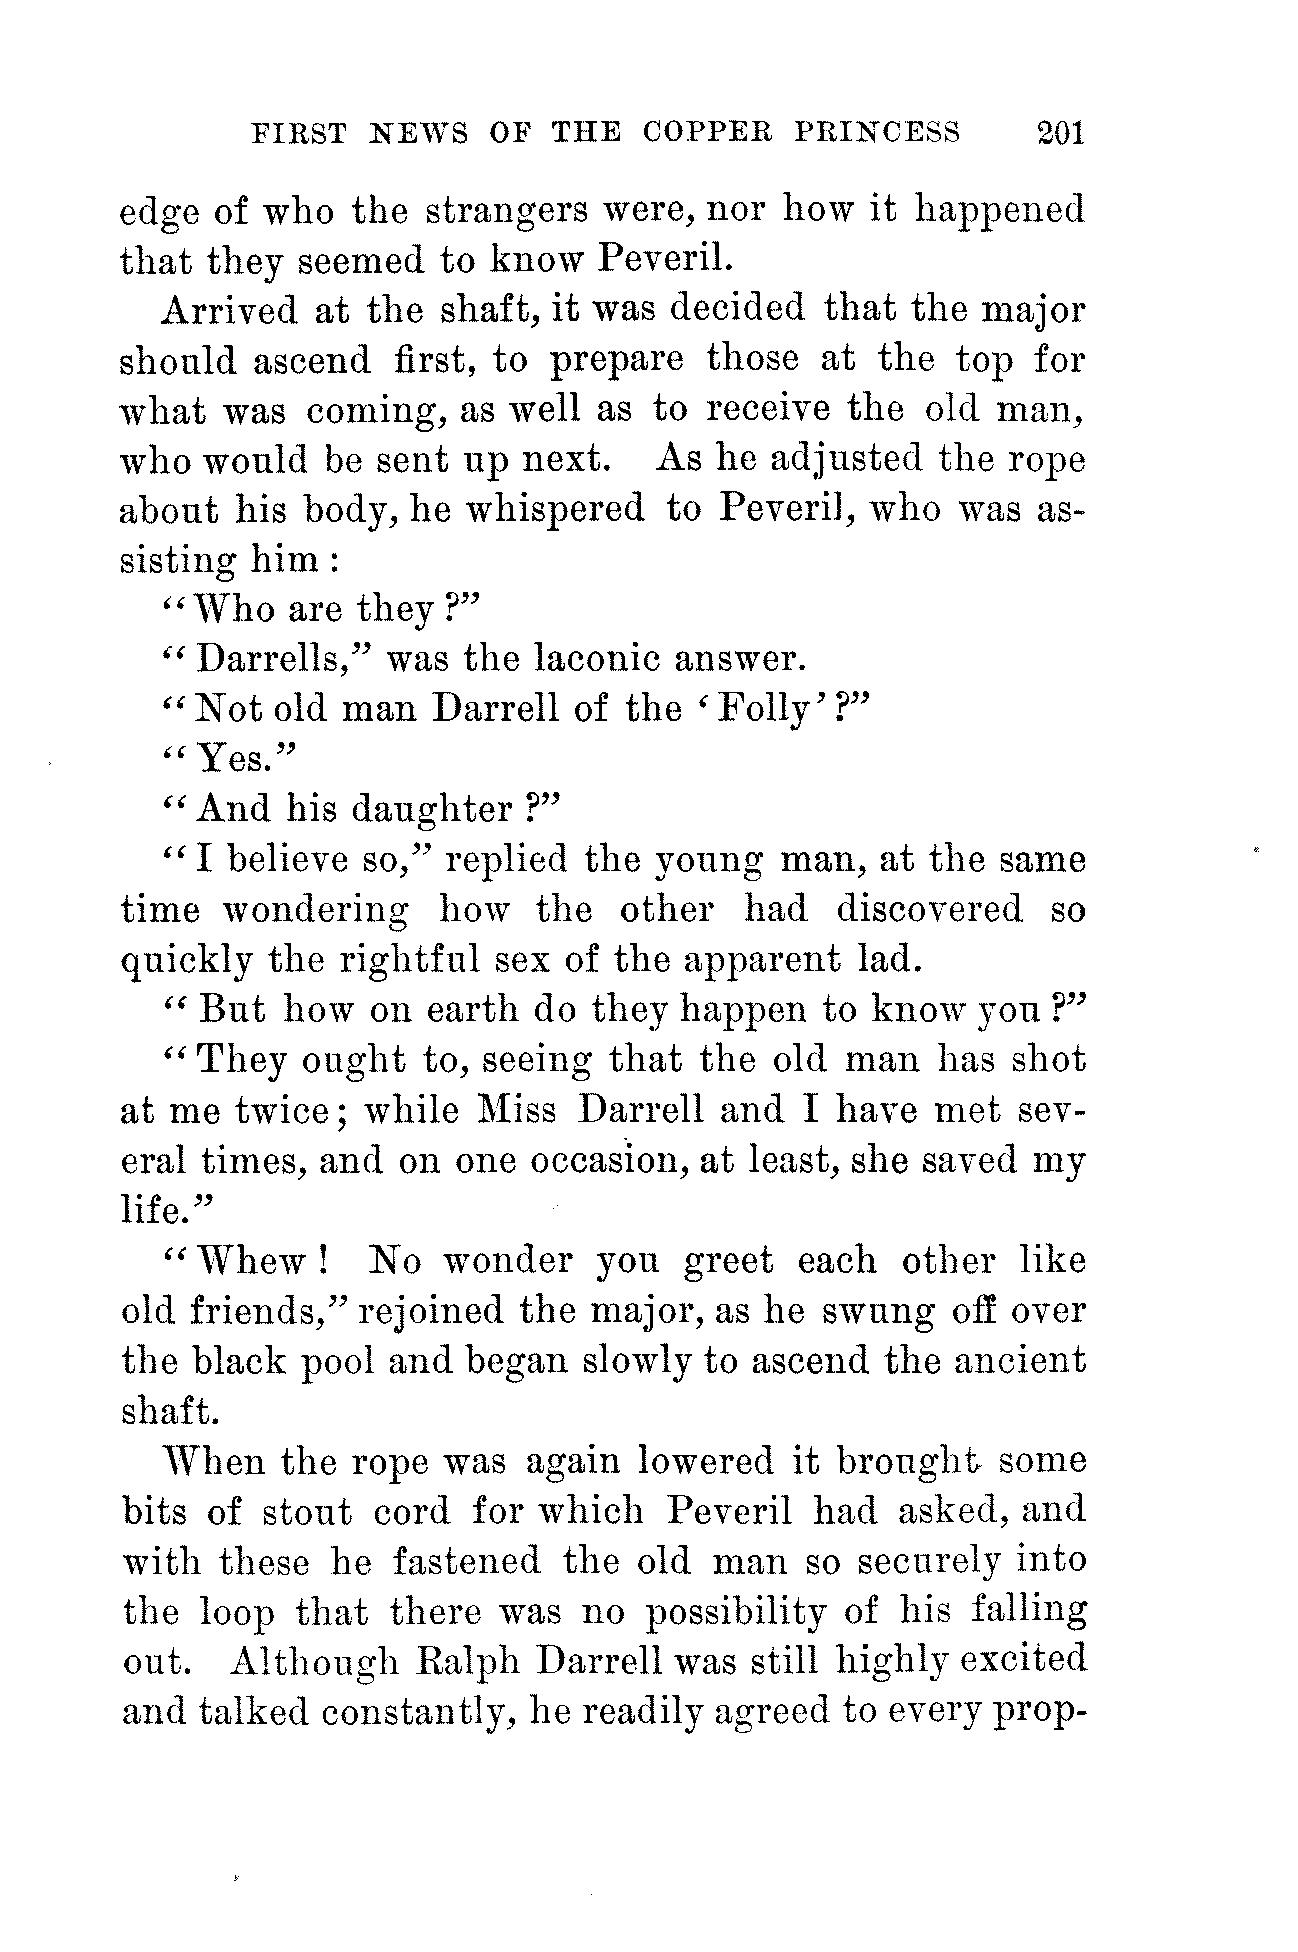 FIRST NEWS OF THE COPPER PRINCESS 201
edge of who the strangers were, nor how it happened
that they seemed to know Peveril.
Arrived at the shaft, it was decided that the major
should ascend first, to prepare those at the top for
what was coming, as well as to receive the old man,
who would be sent up next. As he adjusted the rope
about his body, he whispered to Peveril, who was as-
sisting him :
“Who are they ?”
“ Darrells,” was the laconic answer.
“ Not old man Darrell of the ‘ Folly’ ?”
“ Yes.”
“ And his daughter ?”
“ I believe so,” replied the young man, at the same
time wondering how the other had discovered so
quickly the rightful sex of the apparent lad.
“ But how on earth do they happen to know you ?”
“ They ought to, seeing that the old man has shot
at me twice; while Miss Darrell and I have met sev-
eral times, and on one occasion, at least, she saved my
life.”
“ Whew ! No wonder you greet each other like
old friends,” rejoined the major, as he swung off over
the black pool and began slowly to ascend the ancient
shaft.
When the rope was again lowered it brought some
bits of stout cord for which Peveril had asked, and
with these he fastened the old man so securely into
the loop that there was no possibility of his falling
out. Although Ralph Darrell was still highly excited
and talked constantly, he readily agreed to every prop-